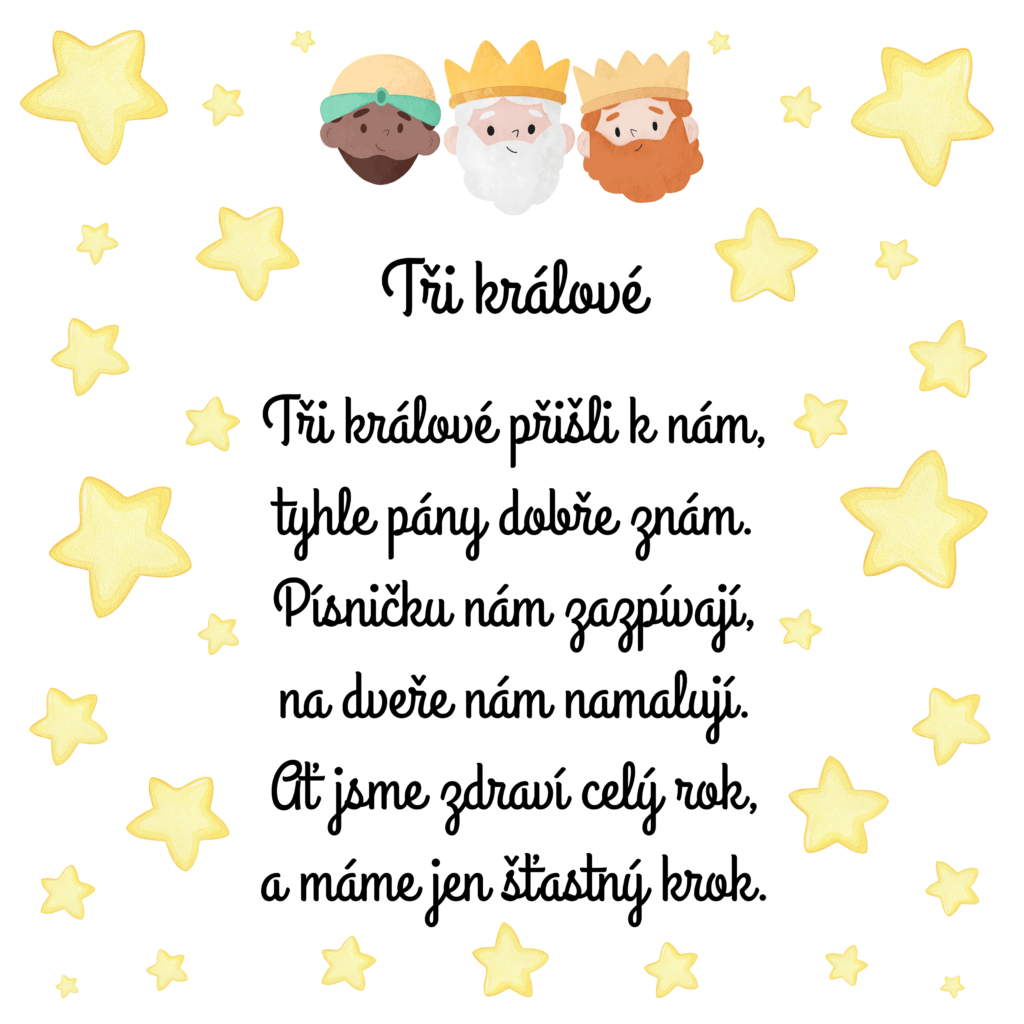 Tři králové
Tři králové přišli k nám,
tyhle pány dobře znám.
Písničku nám zazpívají,
na dveře nám namalují.
Ať jsme zdraví celý rok,
a máme jen šťastný krok.